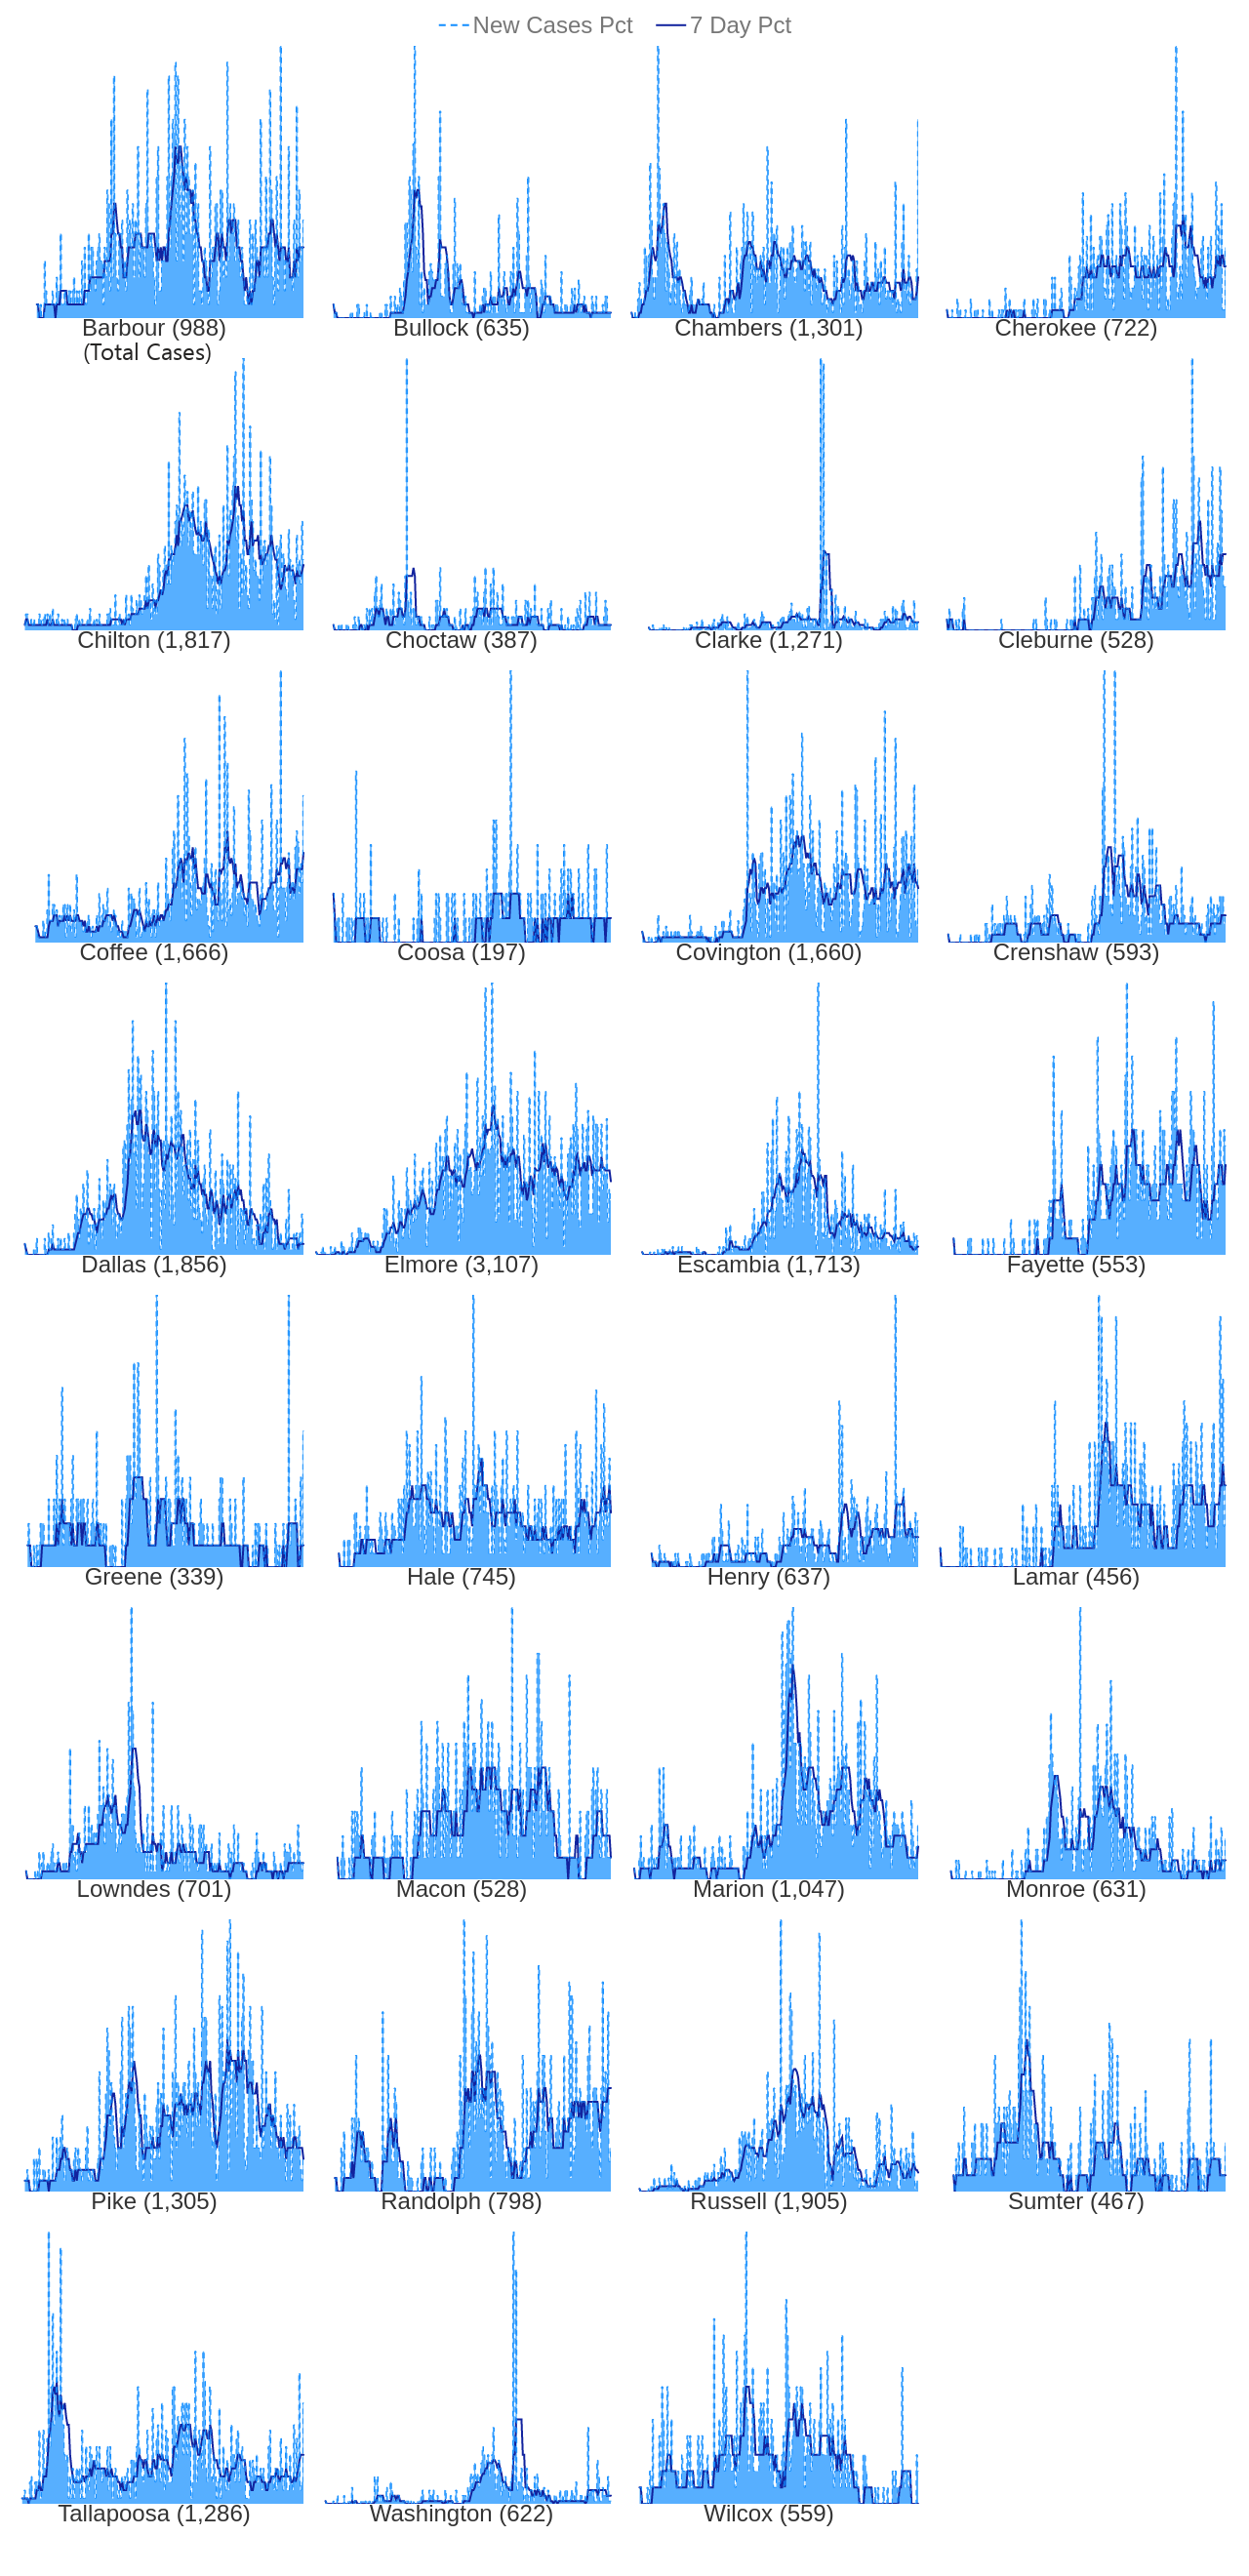 New Cases Pct 7 Day Pct
Barbour (988) Bullock (635) Chambers (1,301) Cherokee (722)
(Total Cases)
Chilton (1,817) Choctaw (387) Clarke (1,271) Cleburne (528)
Coffee (1,666) Coosa (197) Covington (1,660) Crenshaw (593)
Dallas (1,856) Elmore (3,107) Escambia (1,713) Fayette (553)
Greene (339) Hale (745) Henry (637) Lamar (456)
Lowndes (701) Macon (528) Marion (1,047) Monroe (631)
Pike (1,305) Randolph (798) Russell (1,905) Sumter (467)
Tallapoosa (1,286) Washington (622) Wilcox (559)